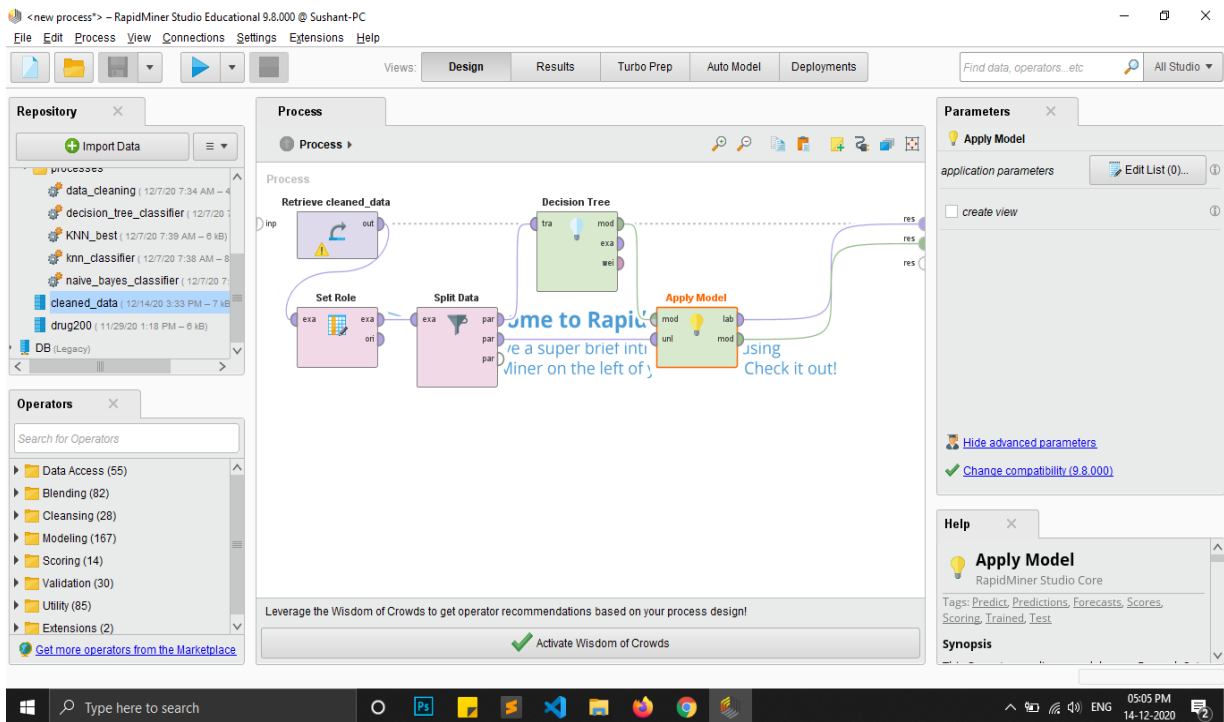 <new process*> – RapidMiner Studio Educational 9.8.000 @ Sushant-PC
File Edit Process View Connections Settings Extensions Help
Views: Design Results Turbo Prep Auto Model Deployments
Find data, operators...etc
All Studio
Repository
Import Data
processes
data_cleaning (12/7/20 7:34 AM – 4
decision_tree_classifier (12/7/20 7
KNN_best (12/7/20 7:39 AM – 6 kB)
knn_classifier (12/7/20 7:38 AM – 8
naive_bayes_classifier (12/7/20 7:
cleaned_data (12/14/20 3:33 PM – 7 kB
drug200 (11/29/20 1:18 PM – 6 kB)
DB (Legacy)
Operators
Search for Operators
Data Access (55)
Blending (82)
Cleansing (28)
Modeling (167)
Scoring (14)
Validation (30)
Utility (85)
Extensions (2)
Get more operators from the Marketplace
Process
Process
Process
inp
Retrieve cleaned_data
out
Decision Tree
tra mod
exa
wei
res
res
res
Set Role
exa exa
ori
Split Data
exa par
par
par
Apply Model
mod lab
unl mod
ome to Rapid
ve a super brief intr using
Miner on the left of y Check it out!
Leverage the Wisdom of Crowds to get operator recommendations based on your process design!
Activate Wisdom of Crowds
Parameters
Apply Model
application parameters
Edit List (0)...
create view
Hide advanced parameters
Change compatibility (9.8.000)
Help
Apply Model
RapidMiner Studio Core
Tags: Predict, Predictions, Forecasts, Scores,
Scoring, Trained, Test
Synopsis
Type here to search
Ps
ENG
05:05 PM
14-12-2020
2